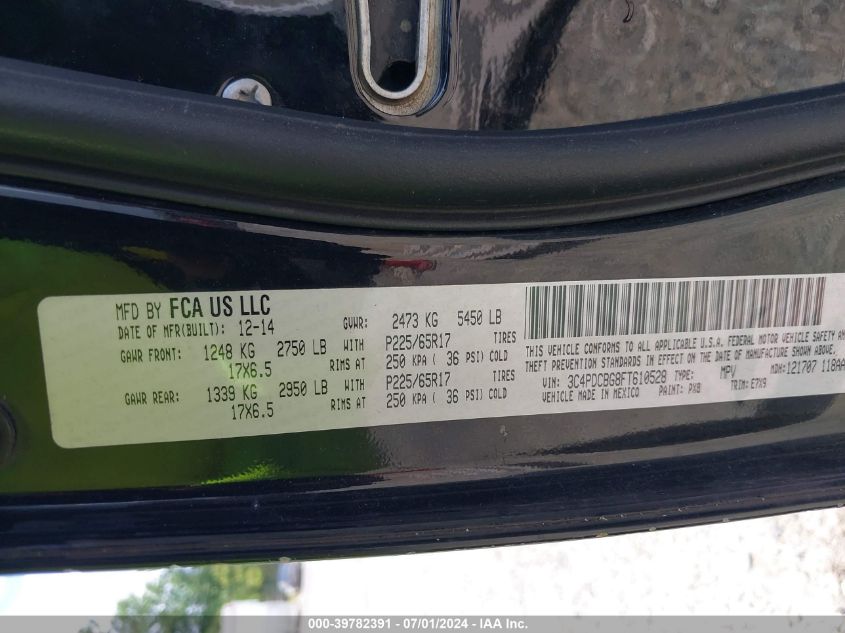 MFD BY FCA US LLC
DATE OF MFR(BUILT): 12-14 GVWR: 2473 KG 5450 LB
GAWR FRONT: 1248 KG 2750 LB WITH P225/65R17 TIRES
17X6.5 RIMS AT 250 KPA ( 36 PSI) COLD
GAWR REAR: 1339 KG 2950 LB WITH P225/65R17 TIRES
17X6.5 RIMS AT 250 KPA ( 36 PSI) COLD
THIS VEHICLE CONFORMS TO ALL APPLICABLE U.S.A. FEDERAL MOTOR VEHICLE SAFETY
THEFT PREVENTION STANDARDS IN EFFECT ON THE DATE OF MANUFACTURE SHOWN
VIN: 3C4PDCBG8FT610528 TYPE: MPV MDH:121707 118AA
VEHICLE MADE IN MEXICO PAINT: PX8 TRIM: E7X9
000-39782391 - 07/01/2024 - IAA Inc.